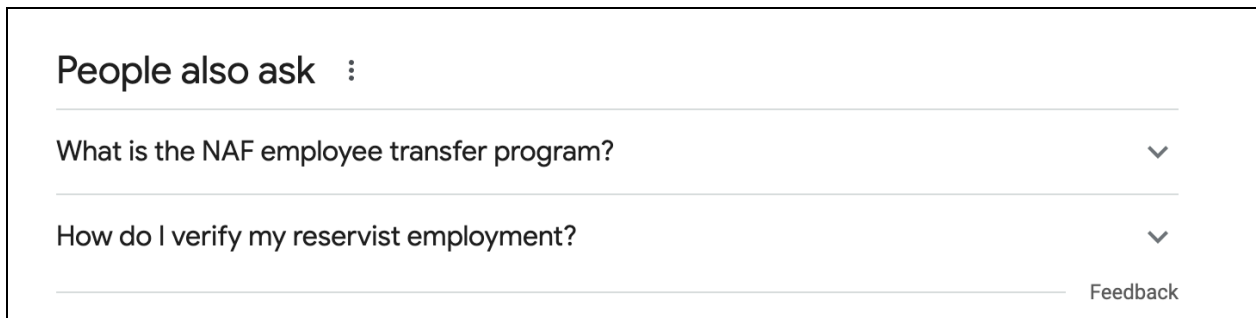 People also ask
What is the NAF employee transfer program?
How do I verify my reservist employment?
Feedback